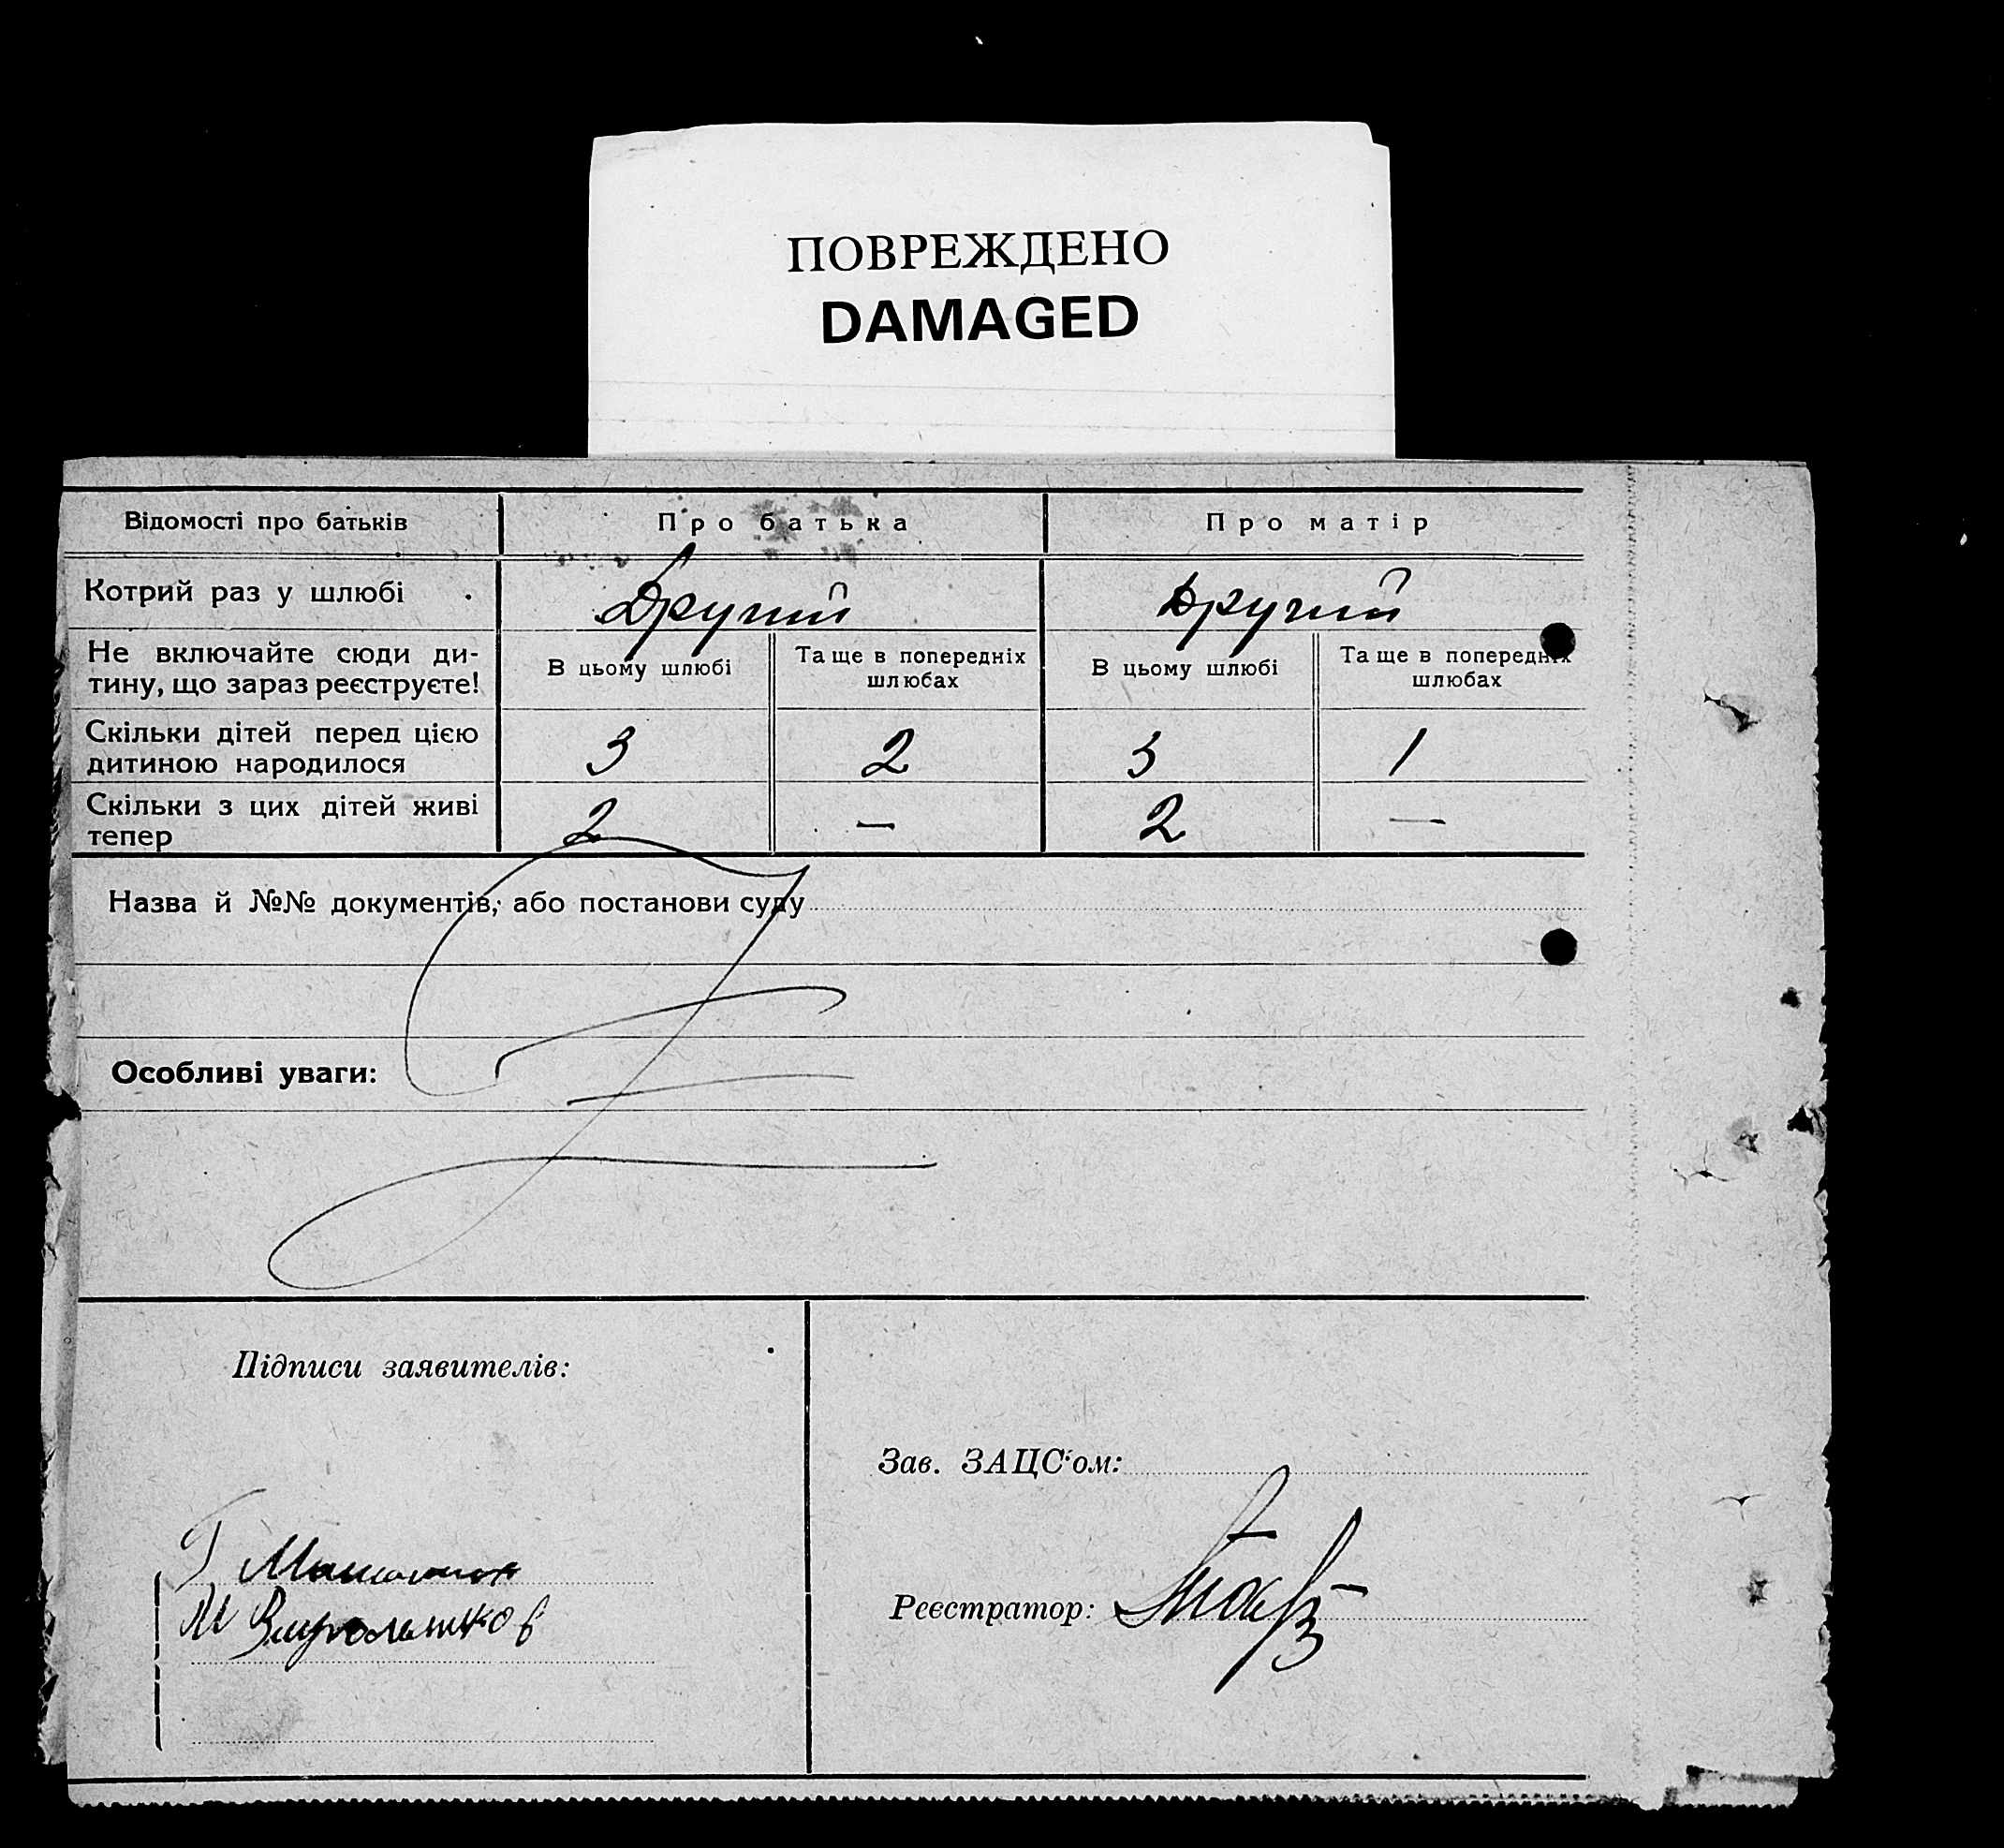 ПОВРЕЖДЕНО
DAMAGED
Відомості про батьків Про батька Про матір
Котрий раз у шлюбі Другий Другий
Не включайте сюди ди-
тину, що зараз реєструєте! В цьому шлюбі Та ще в попередніх шлюбах В цьому шлюбі Та ще в попередніх шлюбах
Скільки дітей перед цією
дитиною народилося 3 2 3 1
Скільки з цих дітей живі
тепер 2 — 2 —
Назва й №№ документів, або постанови суду
Особливі уваги:
Підписи заявителів:
Зав. ЗАЦС'ом:
Г
М
Реєстратор: